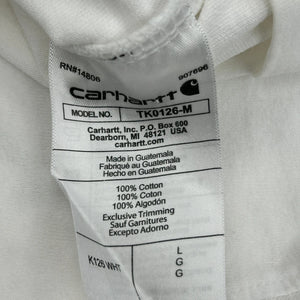 RN#14806
907696
carhartt
MODEL NO. TK0126-M
Carhartt, Inc. P.O. Box 600
Dearborn, MI 48121 USA
carhartt.com
Made in Guatemala
Fabriqué au Guatemala
Hecho en Guatemala
100% Cotton
100% Coton
100% Algodón
Exclusive Trimming
Sauf Garnitures
Excepto Adorno
K126 WHT
L
G
G